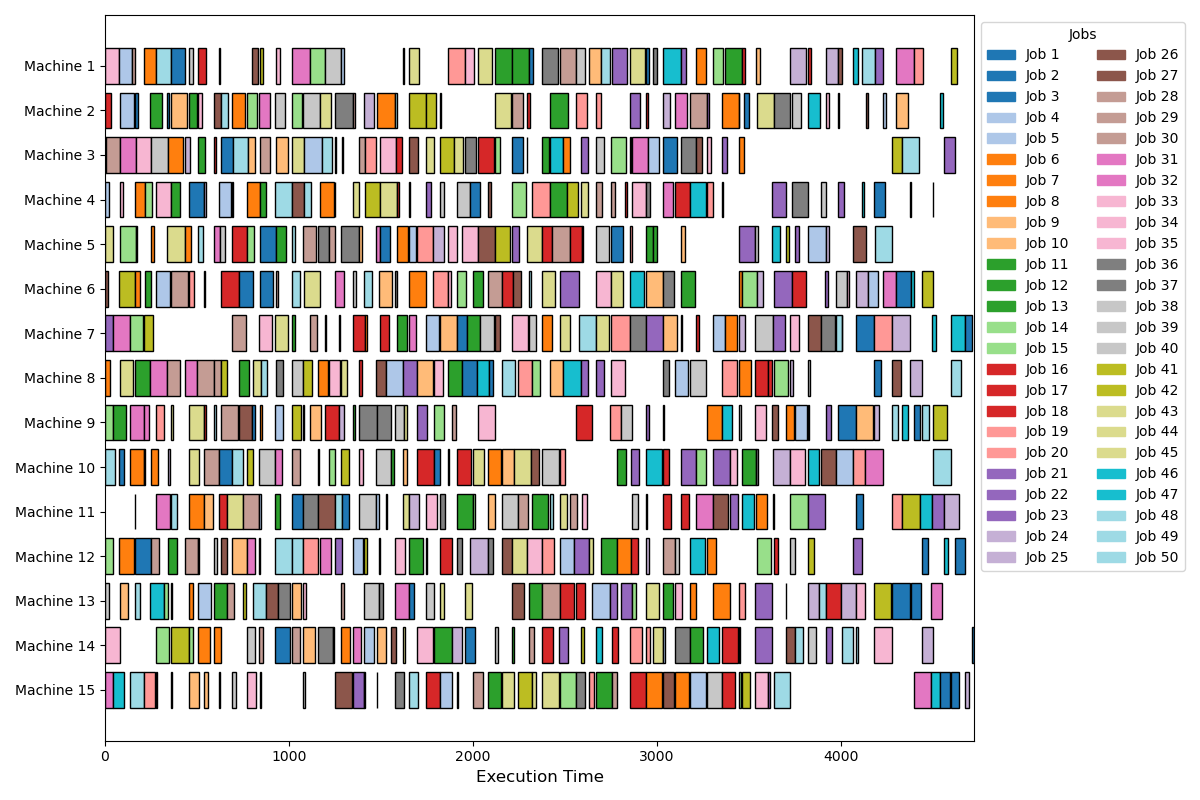 Machine 1
Machine 2
Machine 3
Machine 4
Machine 5
Machine 6
Machine 7
Machine 8
Machine 9
Machine 10
Machine 11
Machine 12
Machine 13
Machine 14
Machine 15
0 1000 2000 3000 4000
Execution Time
Jobs
Job 1
Job 2
Job 3
Job 4
Job 5
Job 6
Job 7
Job 8
Job 9
Job 10
Job 11
Job 12
Job 13
Job 14
Job 15
Job 16
Job 17
Job 18
Job 19
Job 20
Job 21
Job 22
Job 23
Job 24
Job 25
Job 26
Job 27
Job 28
Job 29
Job 30
Job 31
Job 32
Job 33
Job 34
Job 35
Job 36
Job 37
Job 38
Job 39
Job 40
Job 41
Job 42
Job 43
Job 44
Job 45
Job 46
Job 47
Job 48
Job 49
Job 50